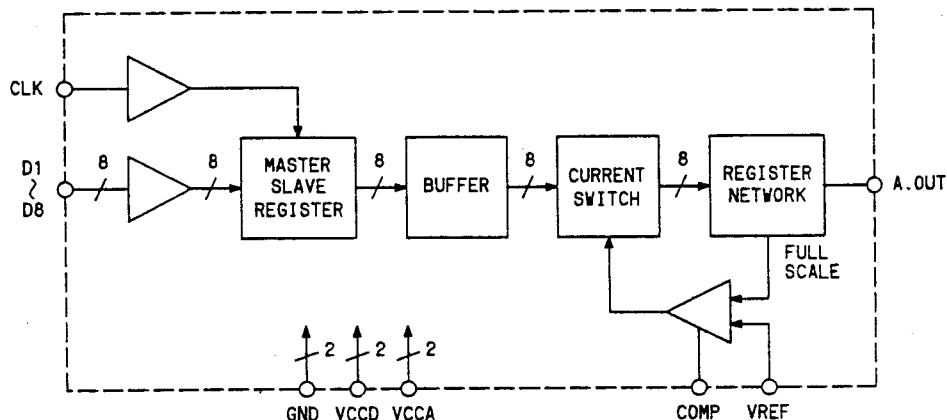 CLK
D1
~
D8
8
8
MASTER
SLAVE
REGISTER
8
BUFFER
8
CURRENT
SWITCH
8
REGISTER
NETWORK
A.OUT
FULL
SCALE
2
2
2
GND
VCCD
VCCA
COMP
VREF